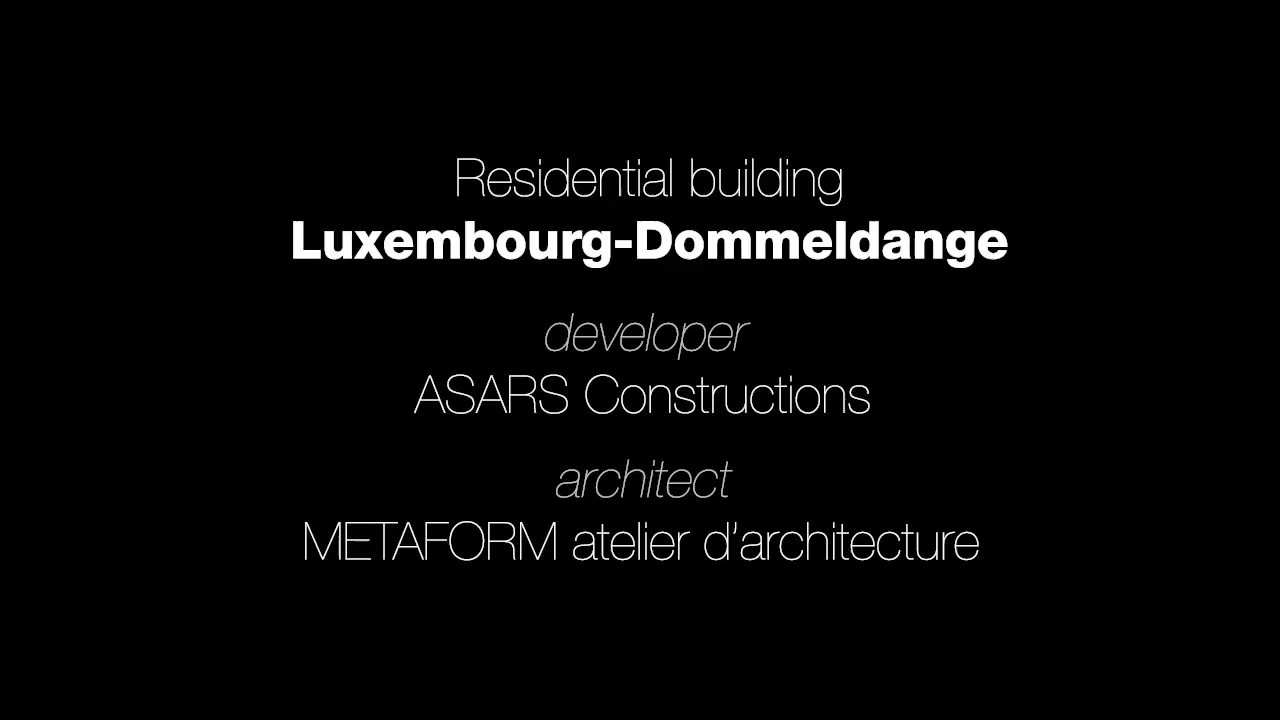 Residential building
Luxembourg-Dommeldange
developer
ASARS Constructions
architect
METAFORM atelier d’architecture